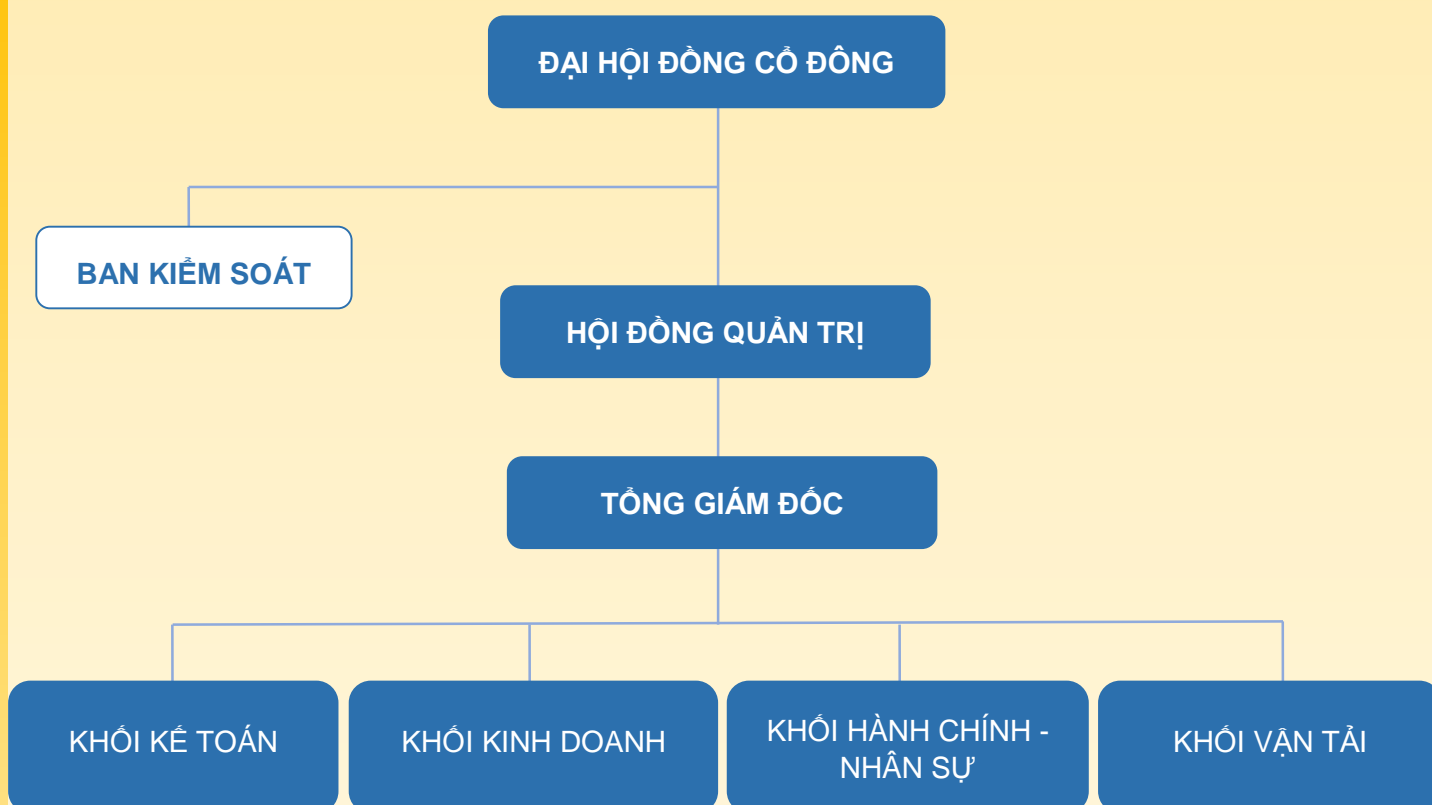 ĐẠI HỘI ĐỒNG CỔ ĐÔNG
BAN KIỂM SOÁT
HỘI ĐỒNG QUẢN TRỊ
TỔNG GIÁM ĐỐC
KHỐI KẾ TOÁN
KHỐI KINH DOANH
KHỐI HÀNH CHÍNH -
NHÂN SỰ
KHỐI VẬN TẢI